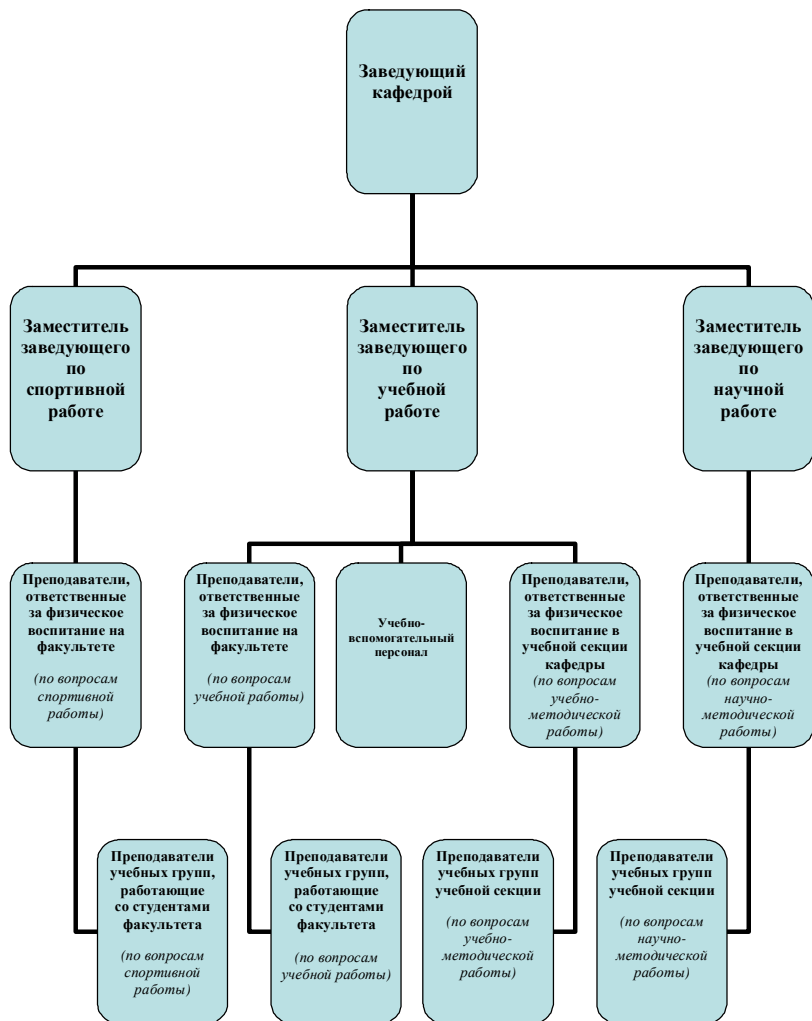 Заведующий
кафедрой
Заместитель
заведующего
по
спортивной
работе
Заместитель
заведующего
по
учебной
работе
Заместитель
заведующего
по
научной
работе
Преподаватели,
ответственные
за физическое
воспитание на
факультете
(по вопросам
спортивной
работы)
Преподаватели,
ответственные
за физическое
воспитание на
факультете
(по вопросам
учебной работы)
Учебно-
вспомогательный
персонал
Преподаватели,
ответственные
за физическое
воспитание в
учебной секции
кафедры
(по вопросам
учебно-
методической
работы)
Преподаватели,
ответственные
за физическое
воспитание в
учебной секции
кафедры
(по вопросам
научно-
методической
работы)
Преподаватели
учебных групп,
работающие
со студентами
факультета
(по вопросам
спортивной
работы)
Преподаватели
учебных групп,
работающие
со студентами
факультета
(по вопросам
учебной работы)
Преподаватели
учебных групп
учебной секции
(по вопросам
учебно-
методической
работы)
Преподаватели
учебных групп
учебной секции
(по вопросам
научно-
методической
работы)